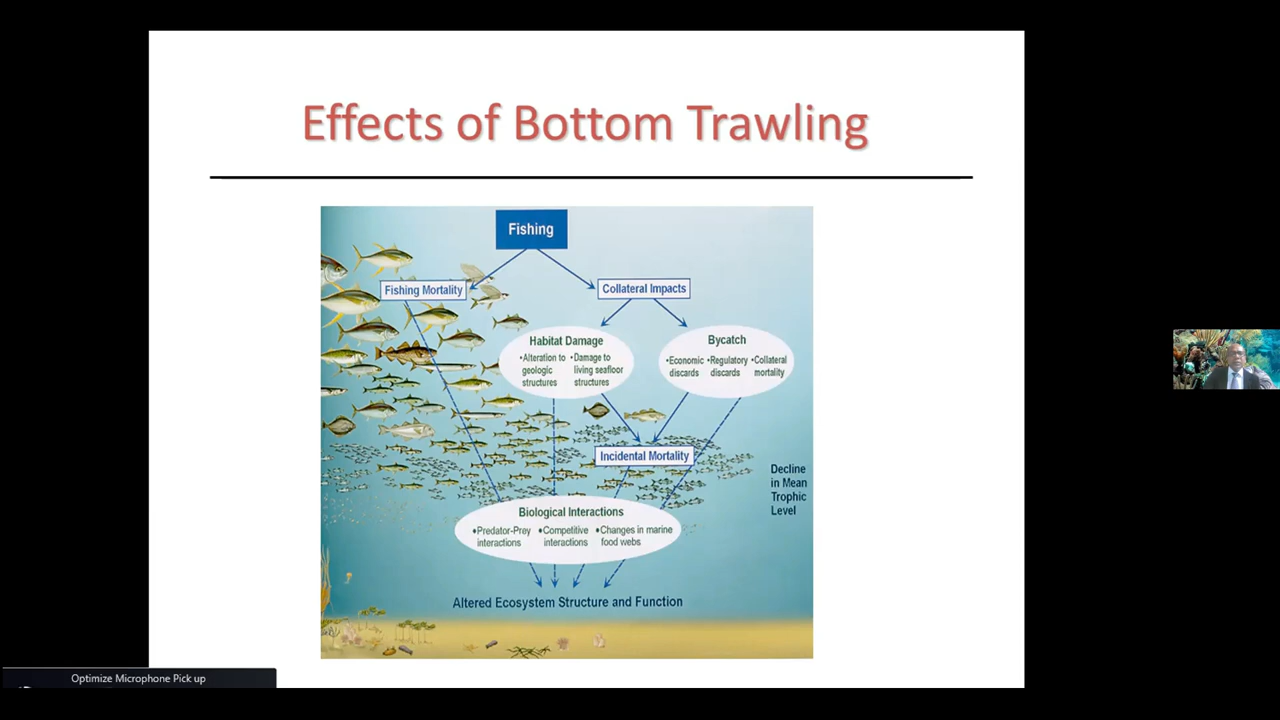 Effects of Bottom Trawling
Fishing
Fishing Mortality
Collateral Impacts
Habitat Damage
•Alteration to
geologic
structures
•Damage to
living seafloor
structures
Bycatch
•Economic
discards
•Regulatory
discards
•Collateral
mortality
Incidental Mortality
Decline
in Mean
Trophic
Level
Biological Interactions
•Predator-Prey
interactions
•Competitive
interactions
•Changes in marine
food webs
Altered Ecosystem Structure and Function
Optimize Microphone Pick up